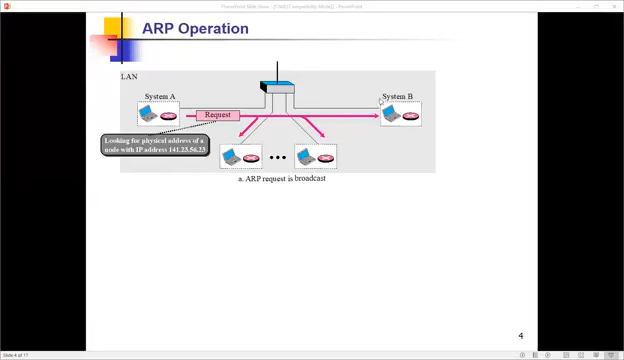 PowerPoint Slide Show - [Unit2 [Compatibility Mode]] - PowerPoint
ARP Operation
LAN
System A
System B
Request
Looking for physical address of a
node with IP address 141.23.56.23
a. ARP request is broadcast
4
Slide 4 of 17